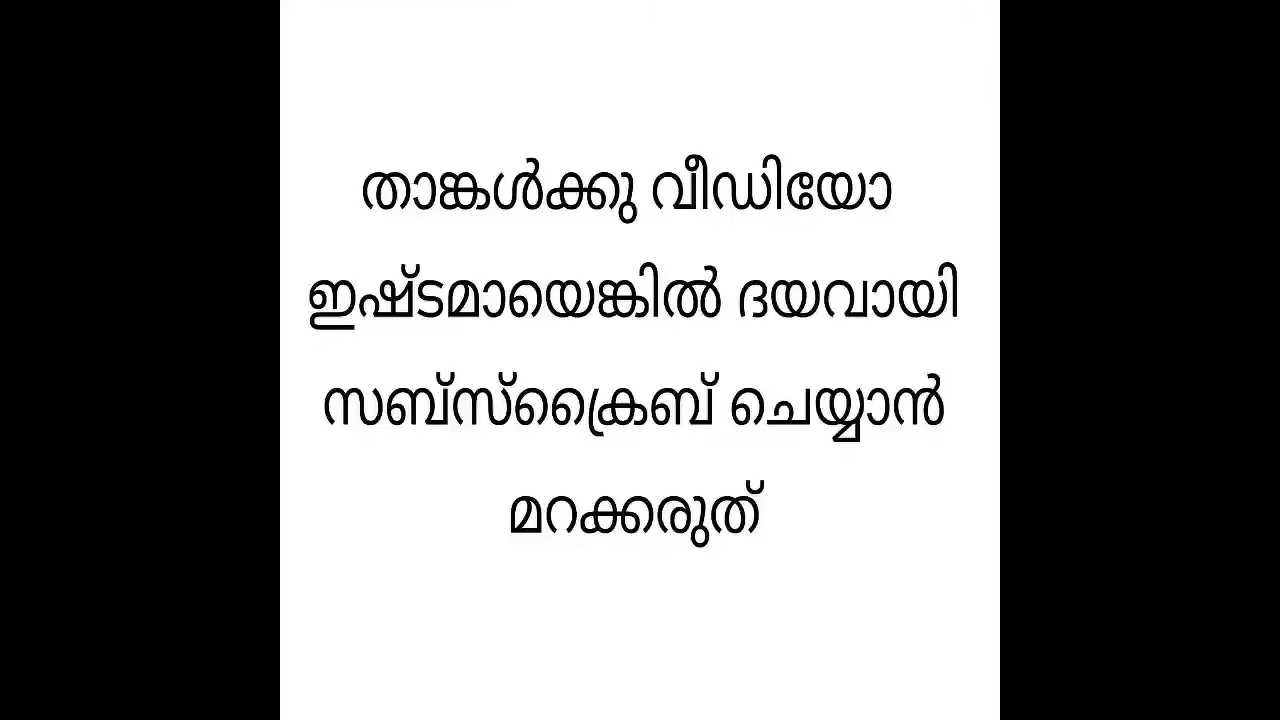 താങ്കൾക്കു വീഡിയോ
ഇഷ്ടമായെങ്കിൽ ദയവായി
സബ്സ്ക്രൈബ് ചെയ്യാൻ
മറക്കരുത്